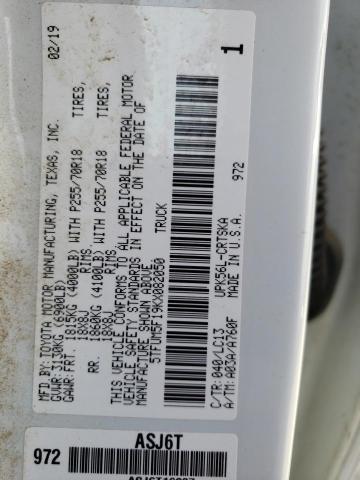 MFD BY: TOYOTA MOTOR MANUFACTURING, TEXAS, INC. 02/19
GVWR: 3130KG (6900LB)
GAWR: FRT. 1815KG (4000LB) WITH P255/70R18 TIRES,
18X8J RIMS
RR. 1860KG (4100LB) WITH P255/70R18 TIRES,
18X8J RIMS
THIS VEHICLE CONFORMS TO ALL APPLICABLE FEDERAL MOTOR
VEHICLE SAFETY STANDARDS IN EFFECT ON THE DATE OF
MANUFACTURE SHOWN ABOVE
5TFUM5F19KX082050 TRUCK
1
C/TR: 040/LC13 UPK56L-CRTSKA 972
A/TM: A03A/A760F MADE IN U.S.A.
972 ASJ6T